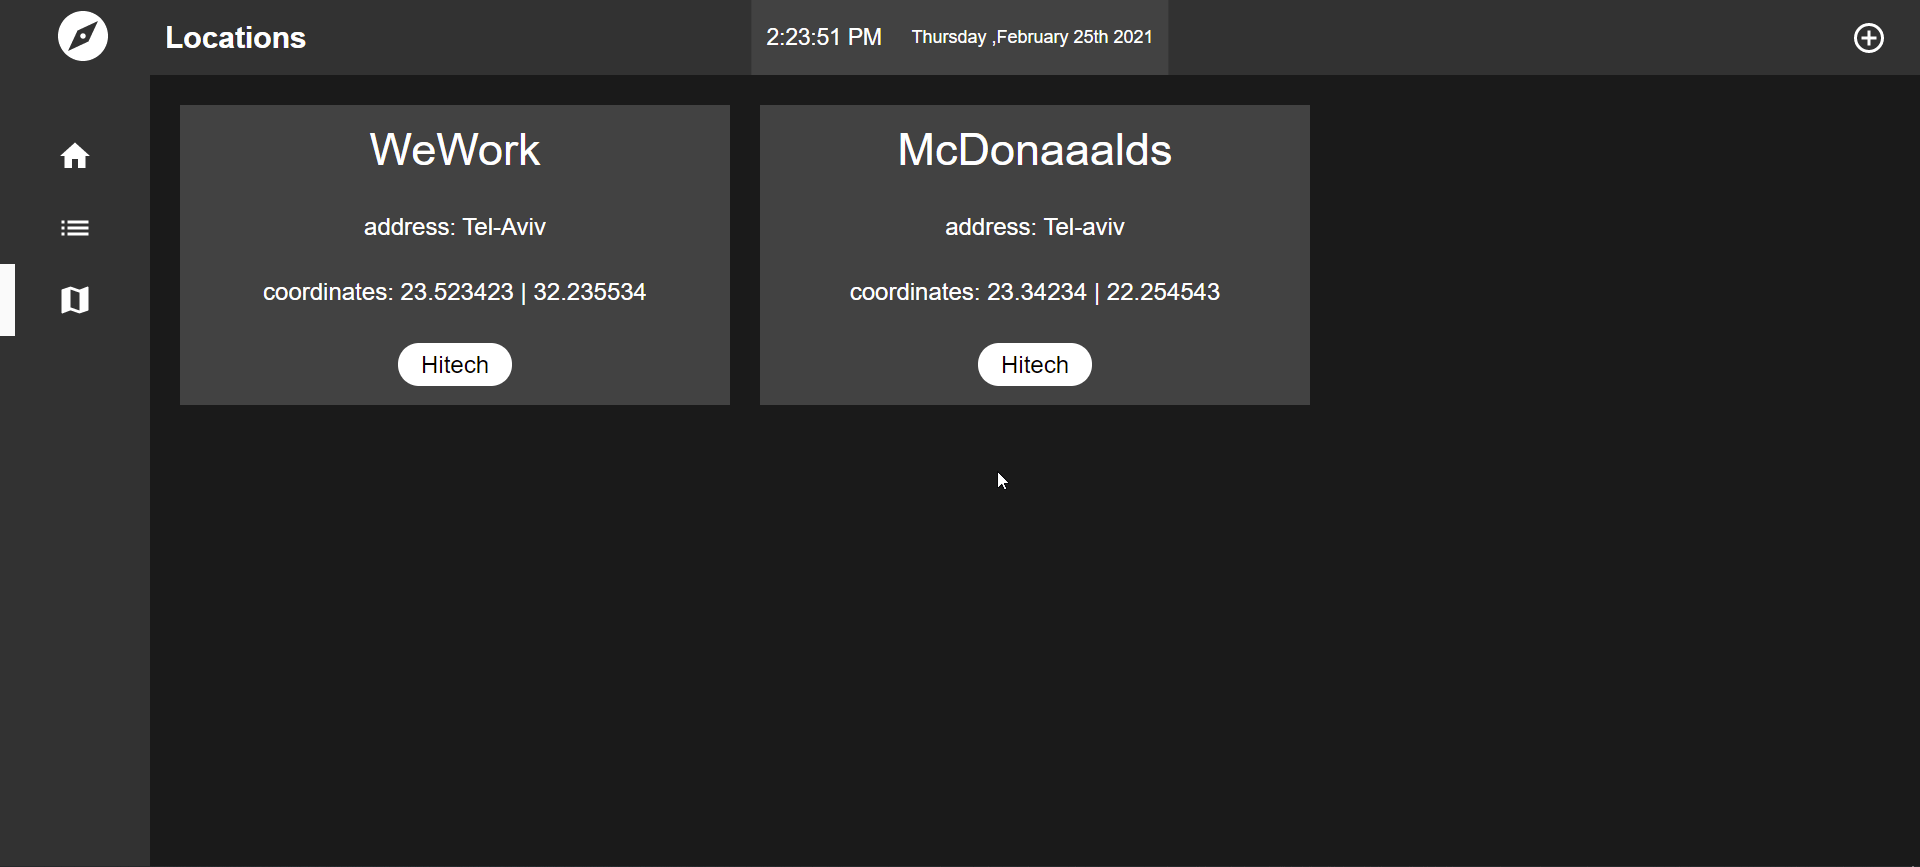 Locations
2:23:51 PM
Thursday ,February 25th 2021
WeWork
address: Tel-Aviv
coordinates: 23.523423 | 32.235534
Hitech
McDonaaalds
address: Tel-aviv
coordinates: 23.34234 | 22.254543
Hitech